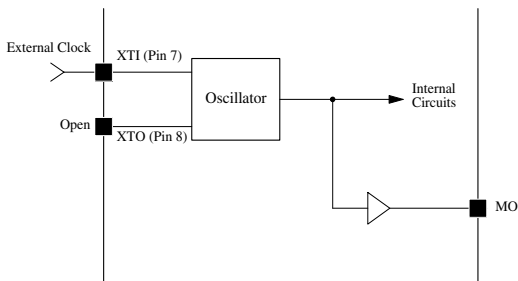 External Clock
XTI (Pin 7)
Oscillator
Internal
Circuits
Open
XTO (Pin 8)
MO